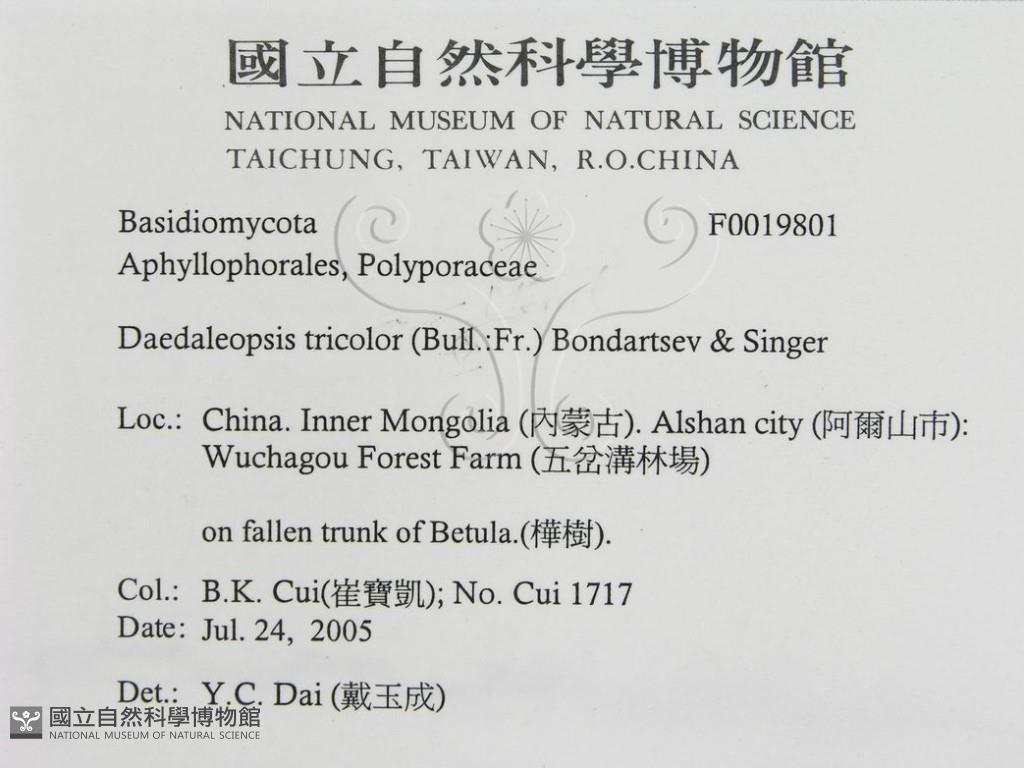 國立自然科學博物館
NATIONAL MUSEUM OF NATURAL SCIENCE
TAICHUNG, TAIWAN, R.O.CHINA
Basidiomycota F0019801
Aphyllophorales, Polyporaceae
Daedaleopsis tricolor (Bull.:Fr.) Bondartsev & Singer
Loc.: China. Inner Mongolia (內蒙古). Alshan city (阿爾山市):
Wuchagou Forest Farm (五岔溝林場)
on fallen trunk of Betula.(樺樹).
Col.: B.K. Cui(崔寶凱); No. Cui 1717
Date: Jul. 24, 2005
Det.: Y.C. Dai (戴玉成)
國立自然科學博物館
NATIONAL MUSEUM OF NATURAL SCIENCE